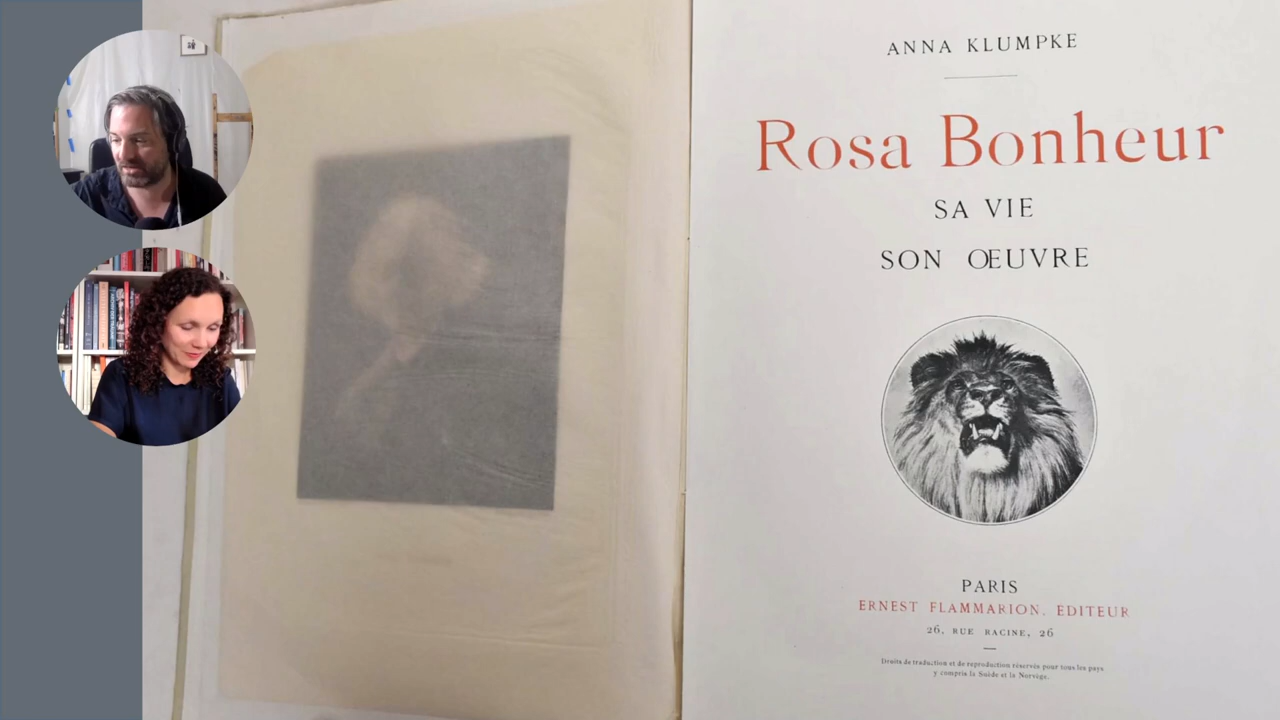 ANNA KLUMPKE
Rosa Bonheur
SA VIE
SON ŒUVRE
PARIS
ERNEST FLAMMARION, EDITEUR
26, RUE RACINE, 26
Droits de traduction et de reproduction réservés pour tous les pays
y compris la Suède et la Norvège.